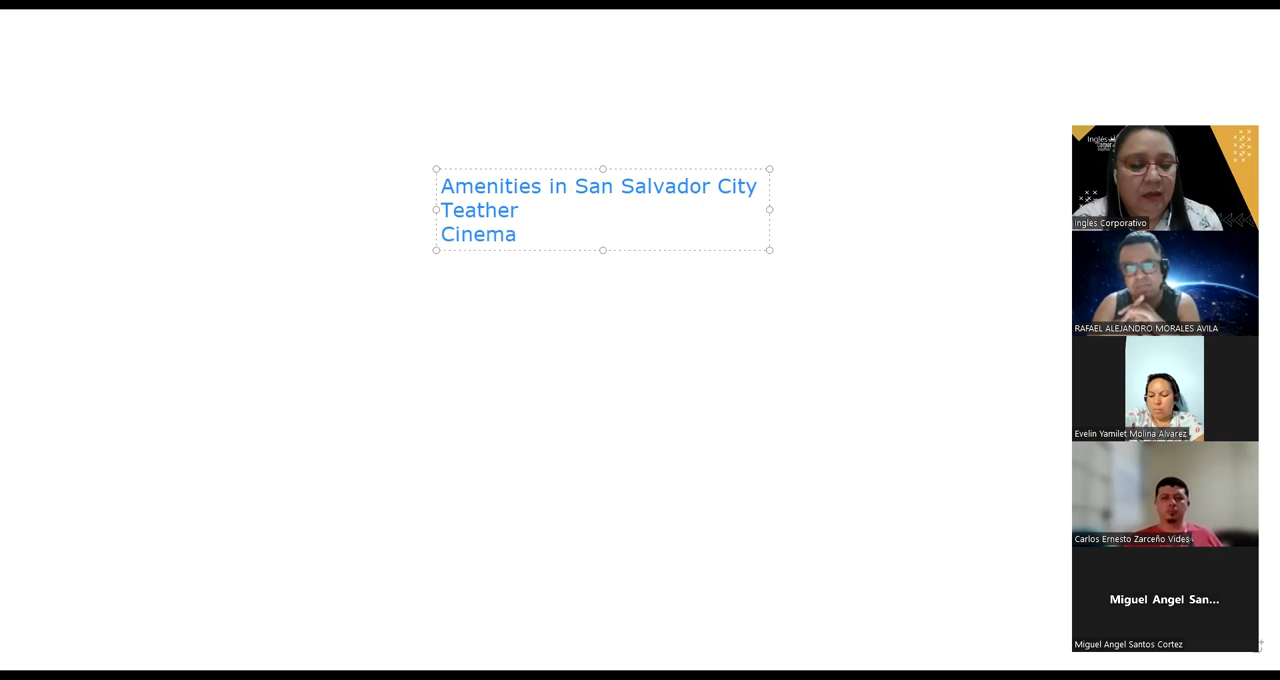 Amenities in San Salvador City
Teather
Cinema
Inglés
Ingles Corporativo
RAFAEL ALEJANDRO MORALES AVILA
Evelin Yamilet Molina Alvarez
Carlos Ernesto Zarceño Vides
Miguel Angel San...
Miguel Angel Santos Cortez